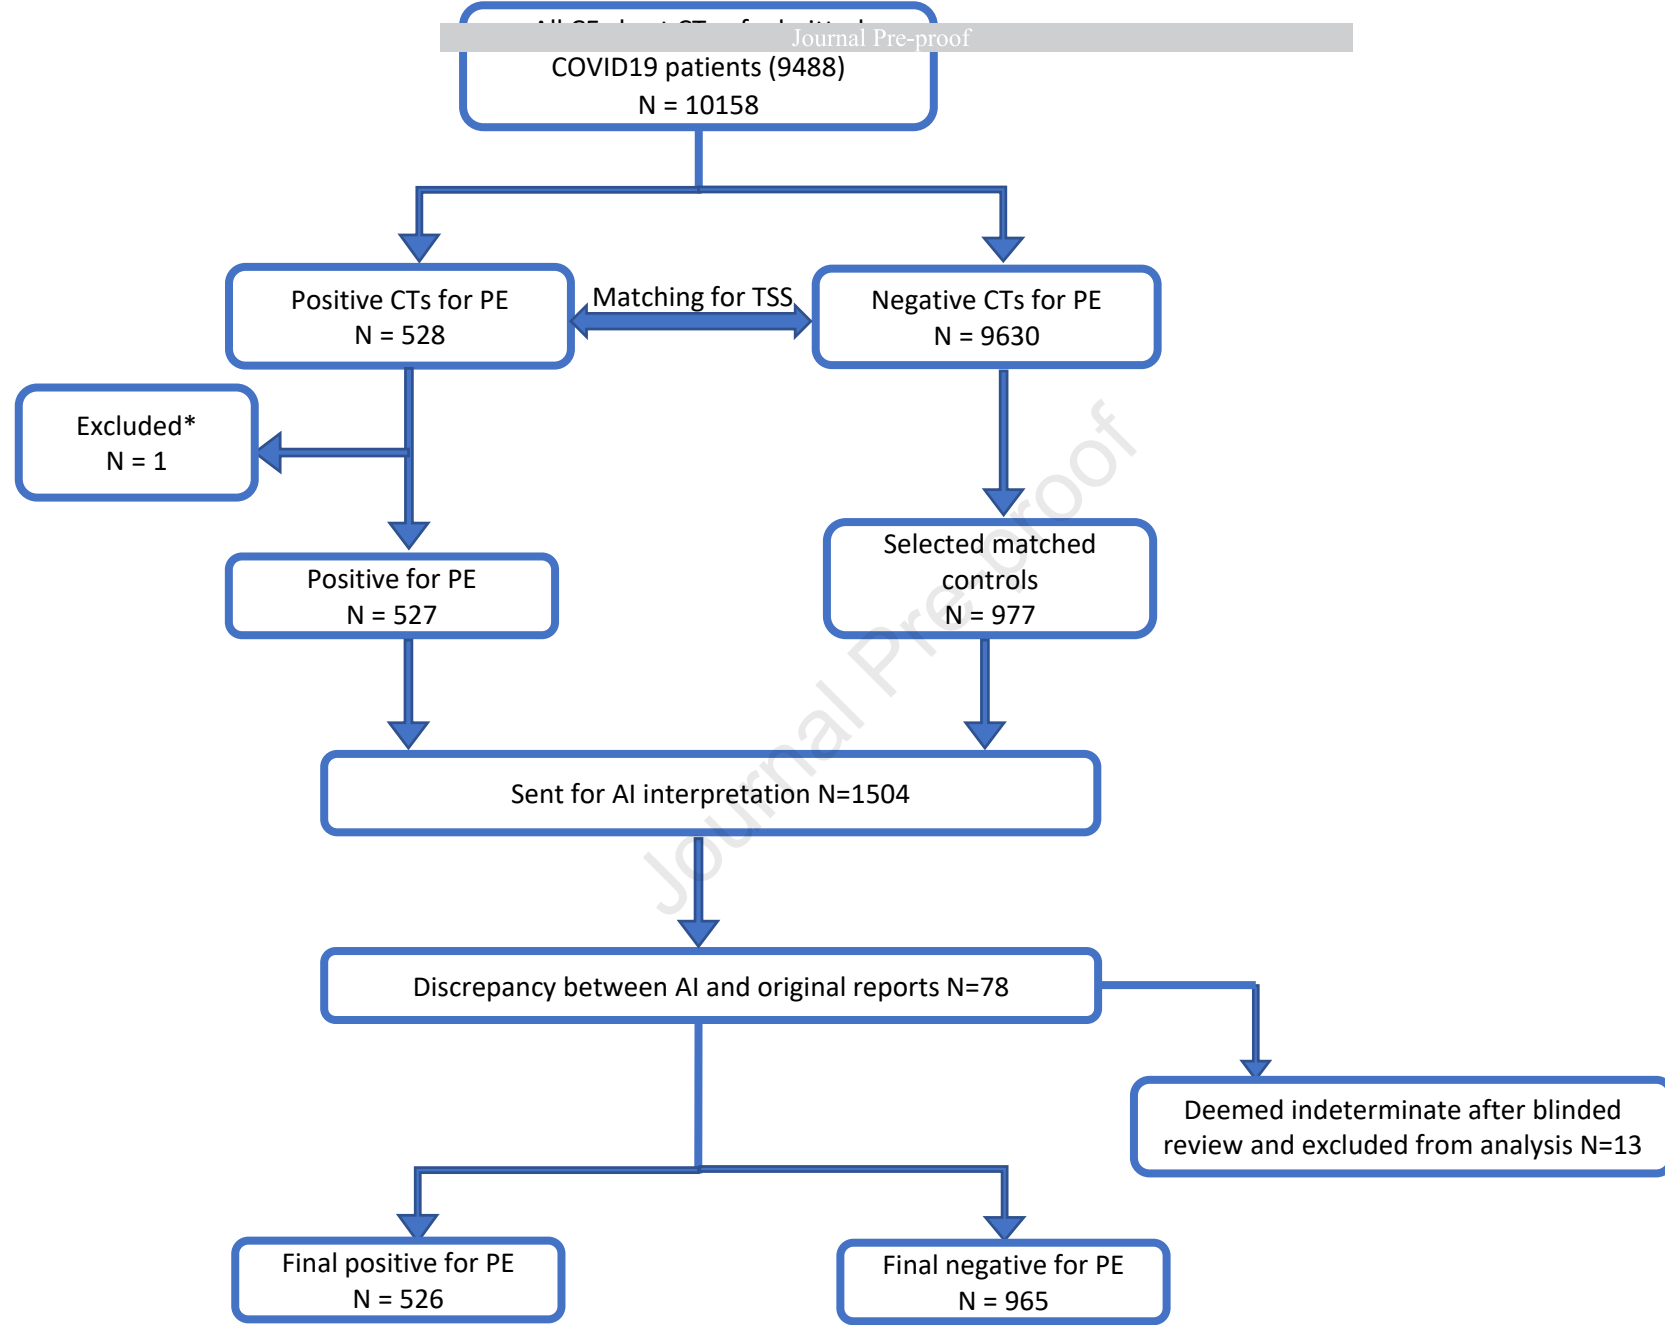 Journal Pre-proof
COVID19 patients (9488)
N = 10158
Positive CTs for PE
N = 528
Matching for TSS
Negative CTs for PE
N = 9630
Excluded*
N = 1
Selected matched
controls
N = 977
Positive for PE
N = 527
Sent for AI interpretation N=1504
Journal Pre-proof
Discrepancy between AI and original reports N=78
Deemed indeterminate after blinded
review and excluded from analysis N=13
Final positive for PE
N = 526
Final negative for PE
N = 965